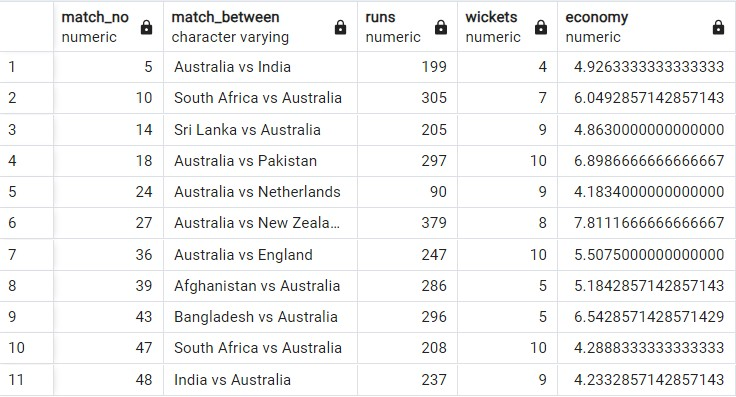 match_no match_between runs wickets economy
numeric character varying numeric numeric numeric
1 5 Australia vs India 199 4 4.9263333333333333
2 10 South Africa vs Australia 305 7 6.0492857142857143
3 14 Sri Lanka vs Australia 205 9 4.8630000000000000
4 18 Australia vs Pakistan 297 10 6.8986666666666667
5 24 Australia vs Netherlands 90 9 4.1834000000000000
6 27 Australia vs New Zeala... 379 8 7.8111666666666667
7 36 Australia vs England 247 10 5.5075000000000000
8 39 Afghanistan vs Australia 286 5 5.1842857142857143
9 43 Bangladesh vs Australia 296 5 6.5428571428571429
10 47 South Africa vs Australia 208 10 4.2888333333333333
11 48 India vs Australia 237 9 4.2332857142857143